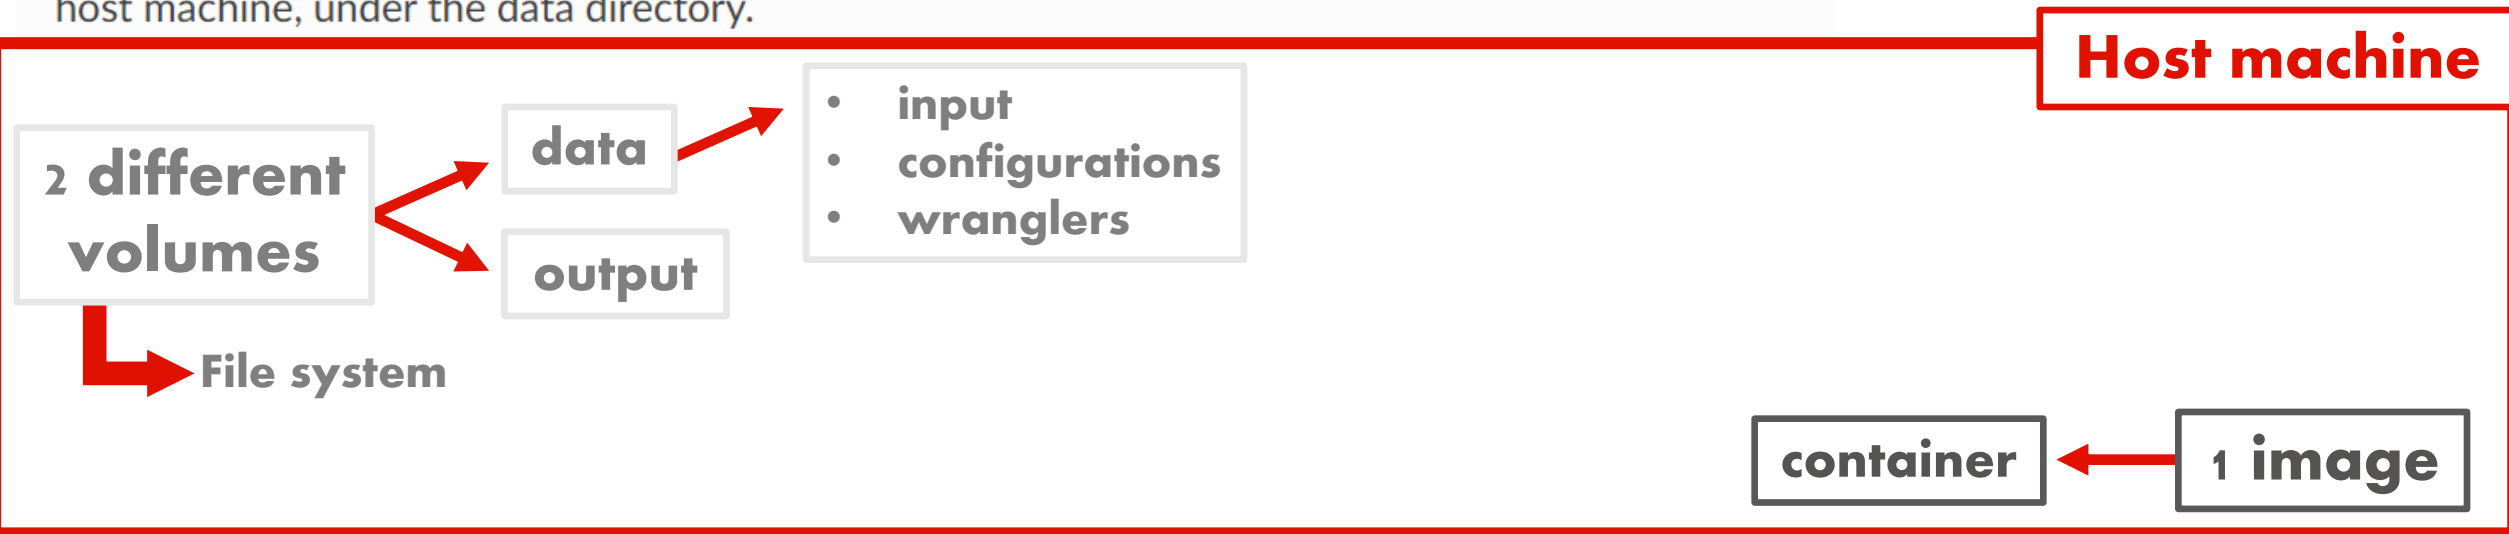 host machine, under the data directory.
Host machine
2 different
volumes
data
output
• input
• configurations
• wranglers
File system
container
1 image